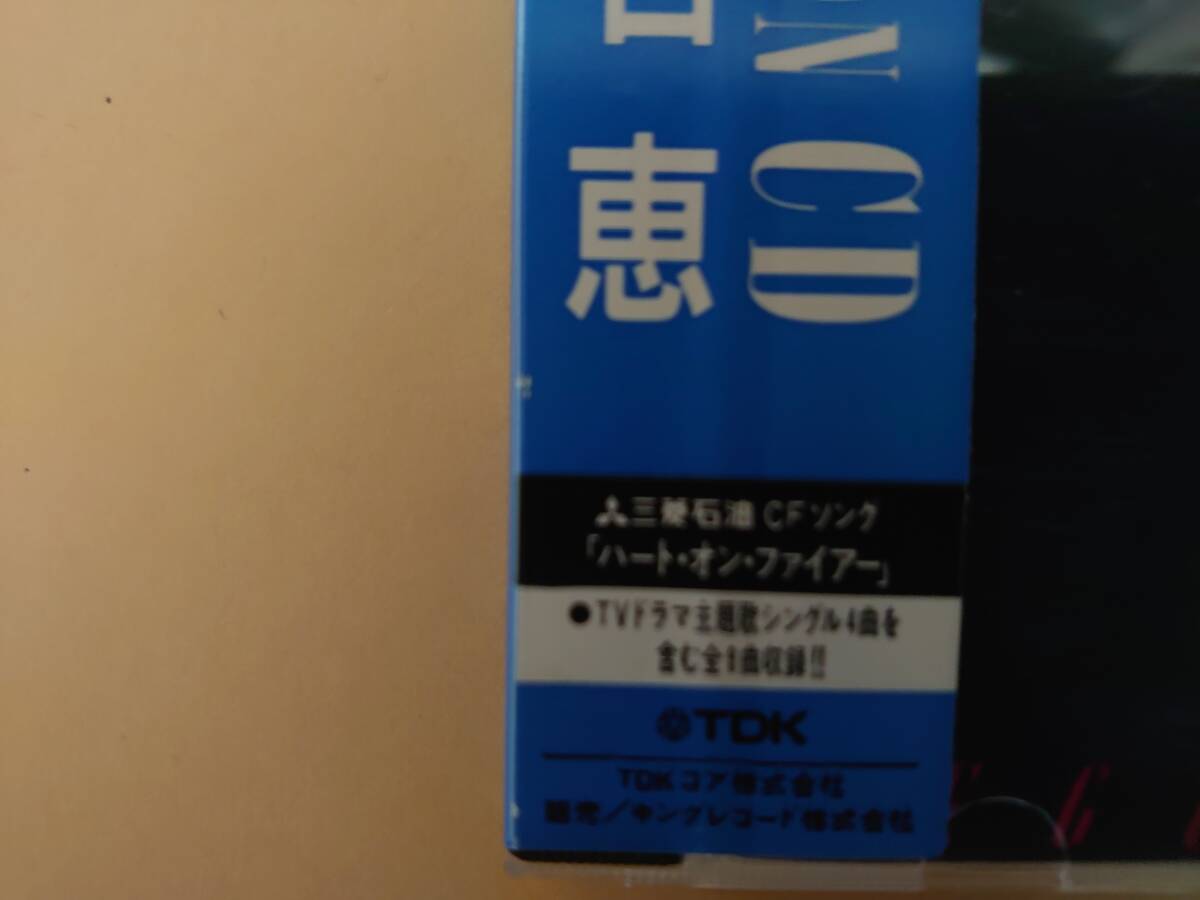 ON CD
恵
三菱石油 CFソング
「ハート・オン・ファイアー」
●TVドラマ主題歌シングル4曲を
含む全8曲収録!!
TDK
TDKコア株式会社
販売/キングレコード株式会社